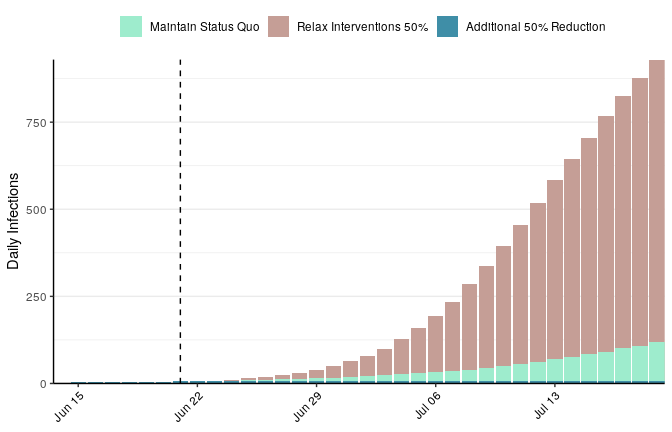 Maintain Status Quo Relax Interventions 50% Additional 50% Reduction
Daily Infections
750
500
250
0
Jun 15 Jun 22 Jun 29 Jul 06 Jul 13